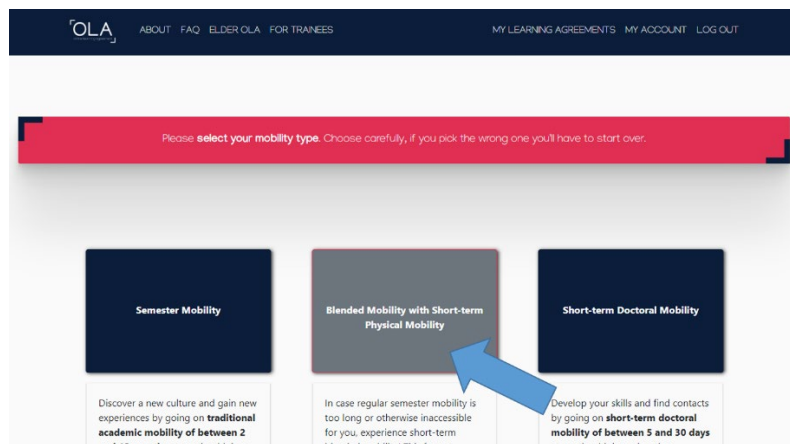 OLA
ABOUT FAQ ELDER OLA FOR TRAINEES MY LEARNING AGREEMENTS MY ACCOUNT LOG OUT
Please select your mobility type. Choose carefully, if you pick the wrong one you'll have to start over.
Semester Mobility
Blended Mobility with Short-term
Physical Mobility
Short-term Doctoral Mobility
Discover a new culture and gain new
experiences by going on traditional
academic mobility of between 2
In case regular semester mobility is
too long or otherwise inaccessible
for you, experience short-term
Develop your skills and find contacts
by going on short-term doctoral
mobility of between 5 and 30 days